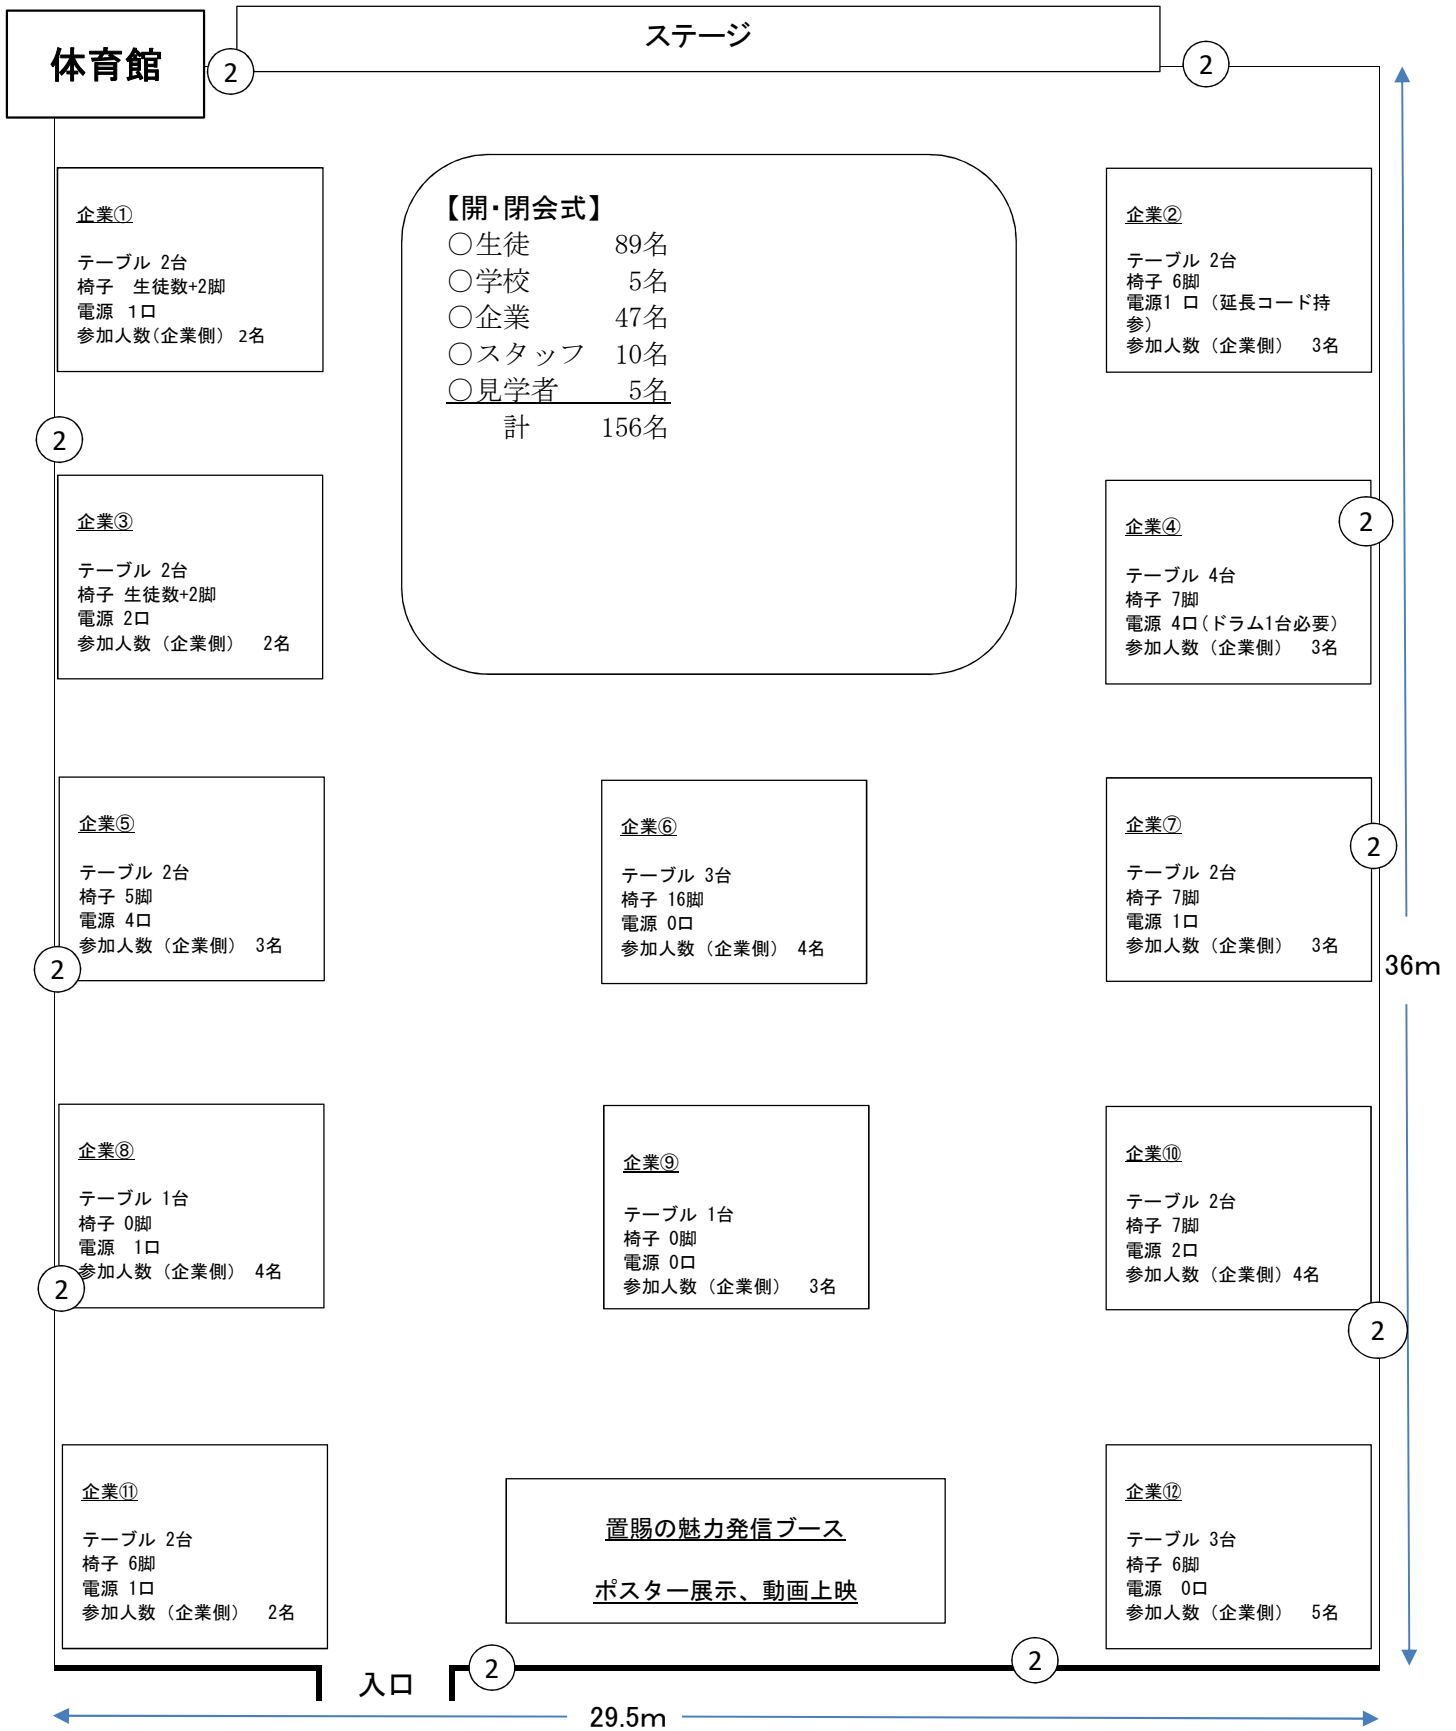 体育館
ステージ
2
2
企業①
テーブル 2台
椅子 生徒数+2脚
電源 1口
参加人数(企業側) 2名
【開・閉会式】
○生徒 89名
○学校 5名
○企業 47名
○スタッフ 10名
○見学者 5名
計 156名
企業②
テーブル 2台
椅子 6脚
電源1 口 (延長コード持
参)
参加人数 (企業側) 3名
2
企業③
テーブル 2台
椅子 生徒数+2脚
電源 2口
参加人数 (企業側) 2名
企業④
テーブル 4台
椅子 7脚
電源 4口(ドラム1台必要)
参加人数 (企業側) 3名
2
企業⑤
テーブル 2台
椅子 5脚
電源 4口
参加人数 (企業側) 3名
2
企業⑥
テーブル 3台
椅子 16脚
電源 0口
参加人数 (企業側) 4名
企業⑦
テーブル 2台
椅子 7脚
電源 1口
参加人数 (企業側) 3名
2
36m
企業⑧
テーブル 1台
椅子 0脚
電源 1口
参加人数 (企業側) 4名
2
企業⑨
テーブル 1台
椅子 0脚
電源 0口
参加人数 (企業側) 3名
企業⑩
テーブル 2台
椅子 7脚
電源 2口
参加人数 (企業側) 4名
2
企業⑪
テーブル 2台
椅子 6脚
電源 1口
参加人数 (企業側) 2名
置賜の魅力発信ブース
ポスター展示、動画上映
企業⑫
テーブル 3台
椅子 6脚
電源 0口
参加人数 (企業側) 5名
入口
2
2
29.5m